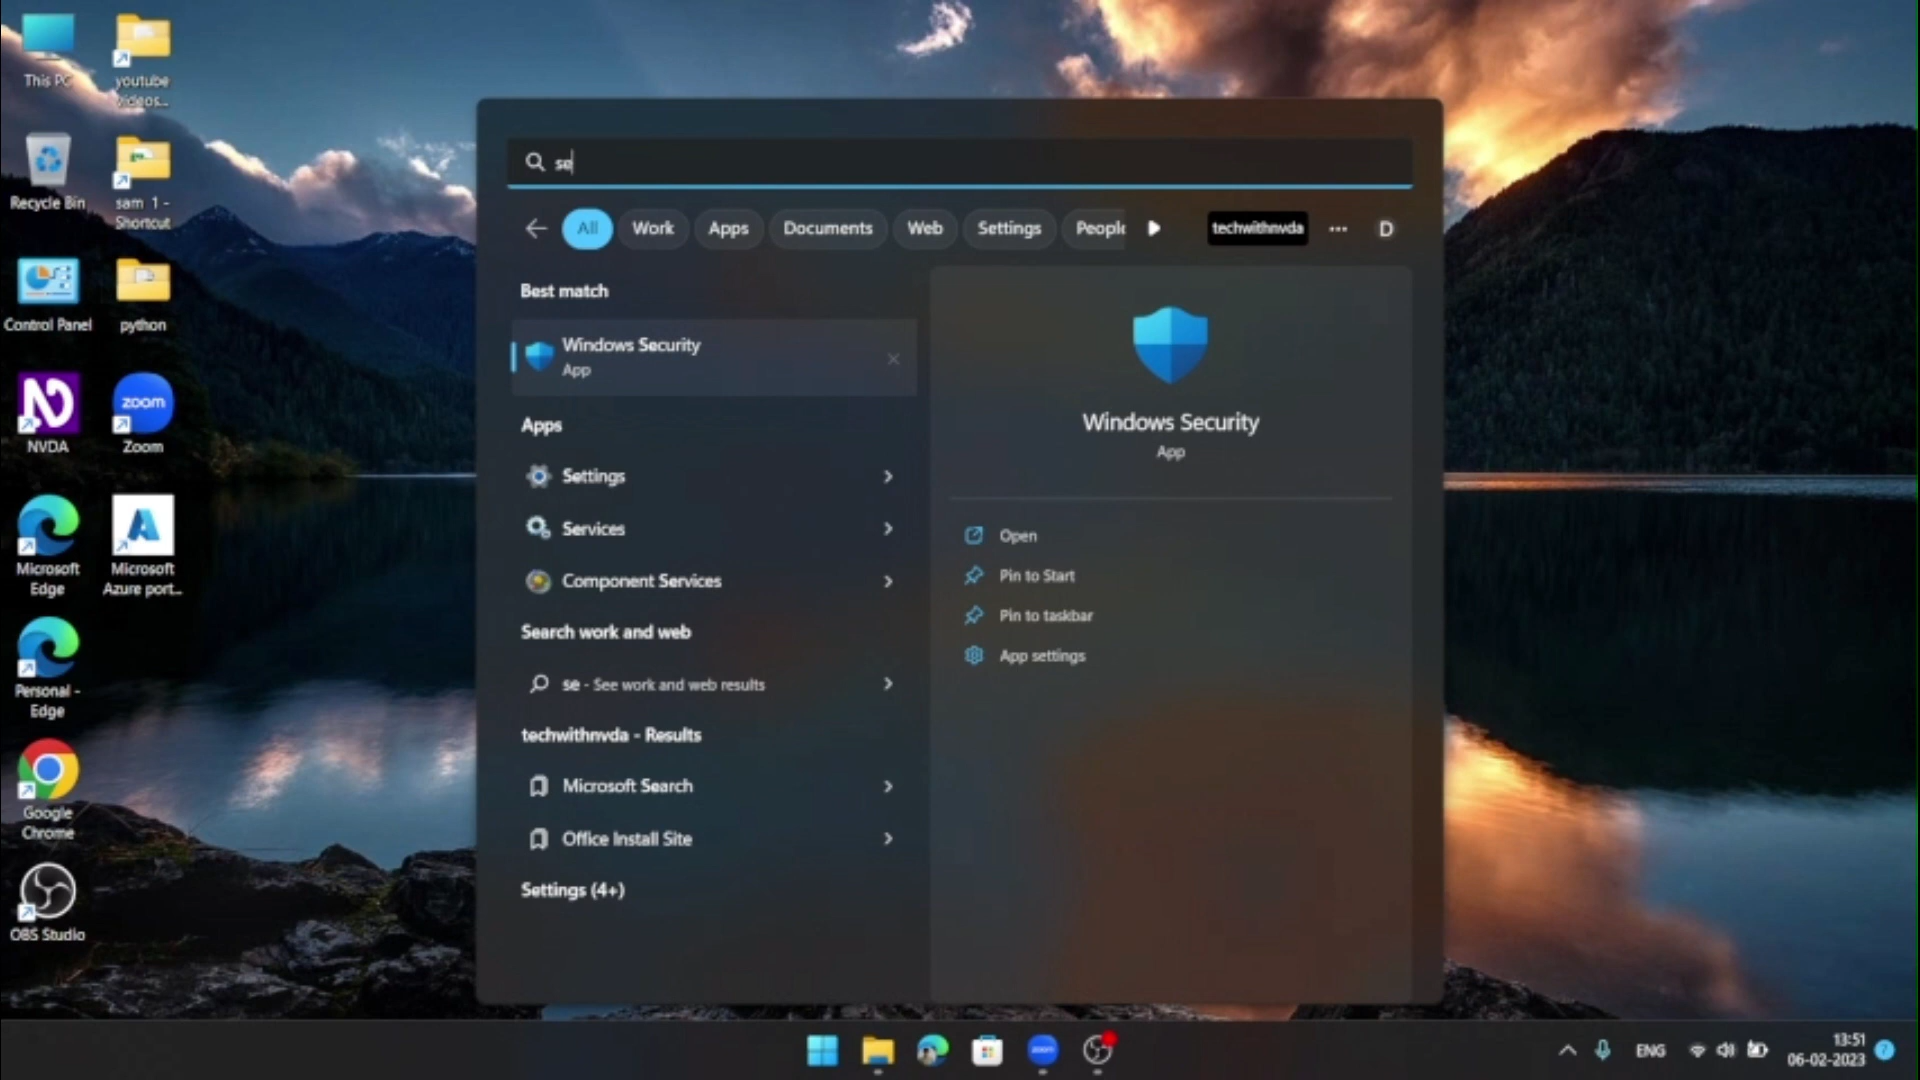 This PC
youtube
videos...
Recycle Bin
sam 1 -
Shortcut
Control Panel
python
NVDA
zoom
Zoom
Microsoft
Edge
Microsoft
Azure port...
Personal -
Edge
Google
Chrome
OBS Studio
se
All
Work
Apps
Documents
Web
Settings
People
techwithnvda
...
D
Best match
Windows Security
App
Apps
Settings
Services
Component Services
Search work and web
se - See work and web results
techwithnvda - Results
Microsoft Search
Office Install Site
Settings (4+)
Windows Security
App
Open
Pin to Start
Pin to taskbar
App settings
zoom
ENG
13:51
06-02-2023
7